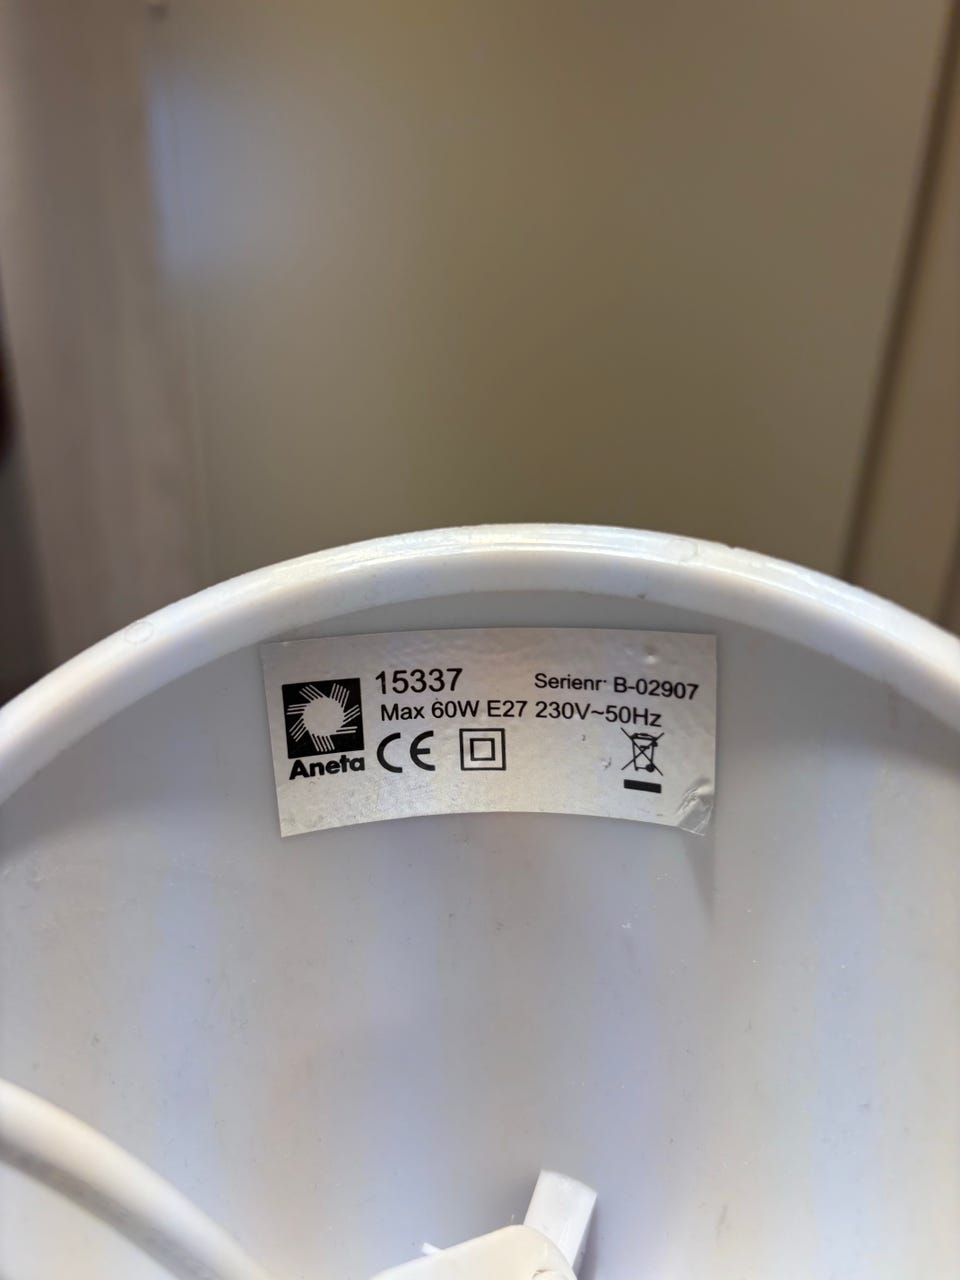 15337 Serienr B-02907
Max 60W E27 230V~50Hz
Aneta CE